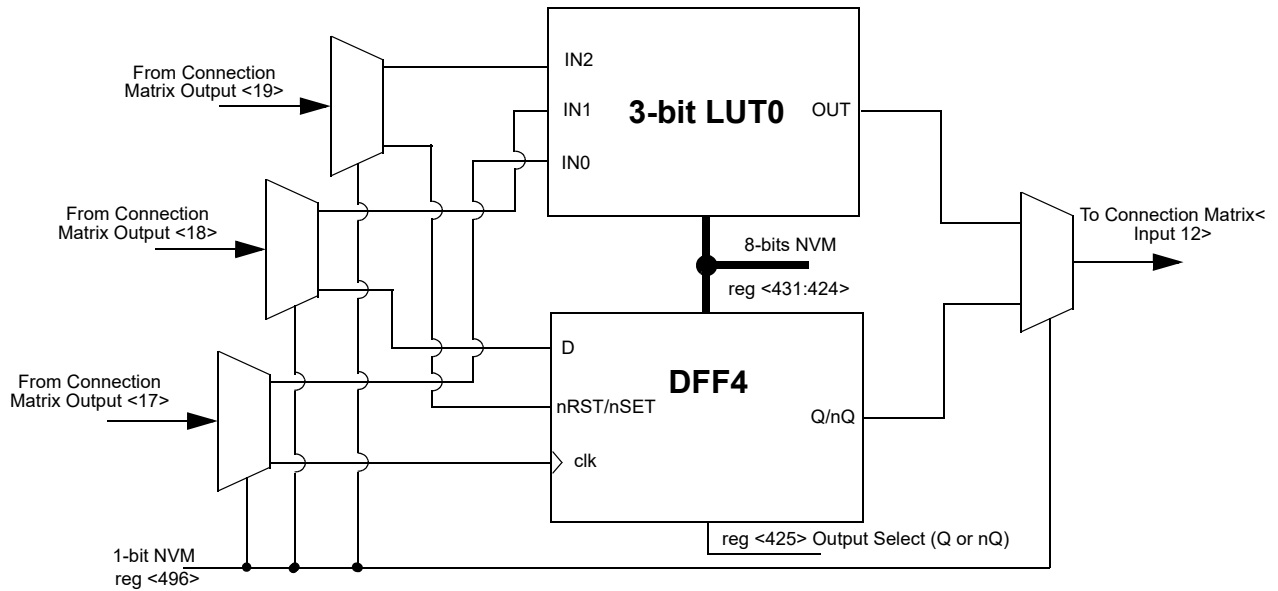 From Connection
Matrix Output <19>
IN2
IN1
IN0
3-bit LUT0
OUT
From Connection
Matrix Output <18>
To Connection Matrix<
Input 12>
8-bits NVM
reg <431:424>
From Connection
Matrix Output <17>
D
nRST/nSET
clk
DFF4
Q/nQ
reg <425> Output Select (Q or nQ)
1-bit NVM
reg <496>